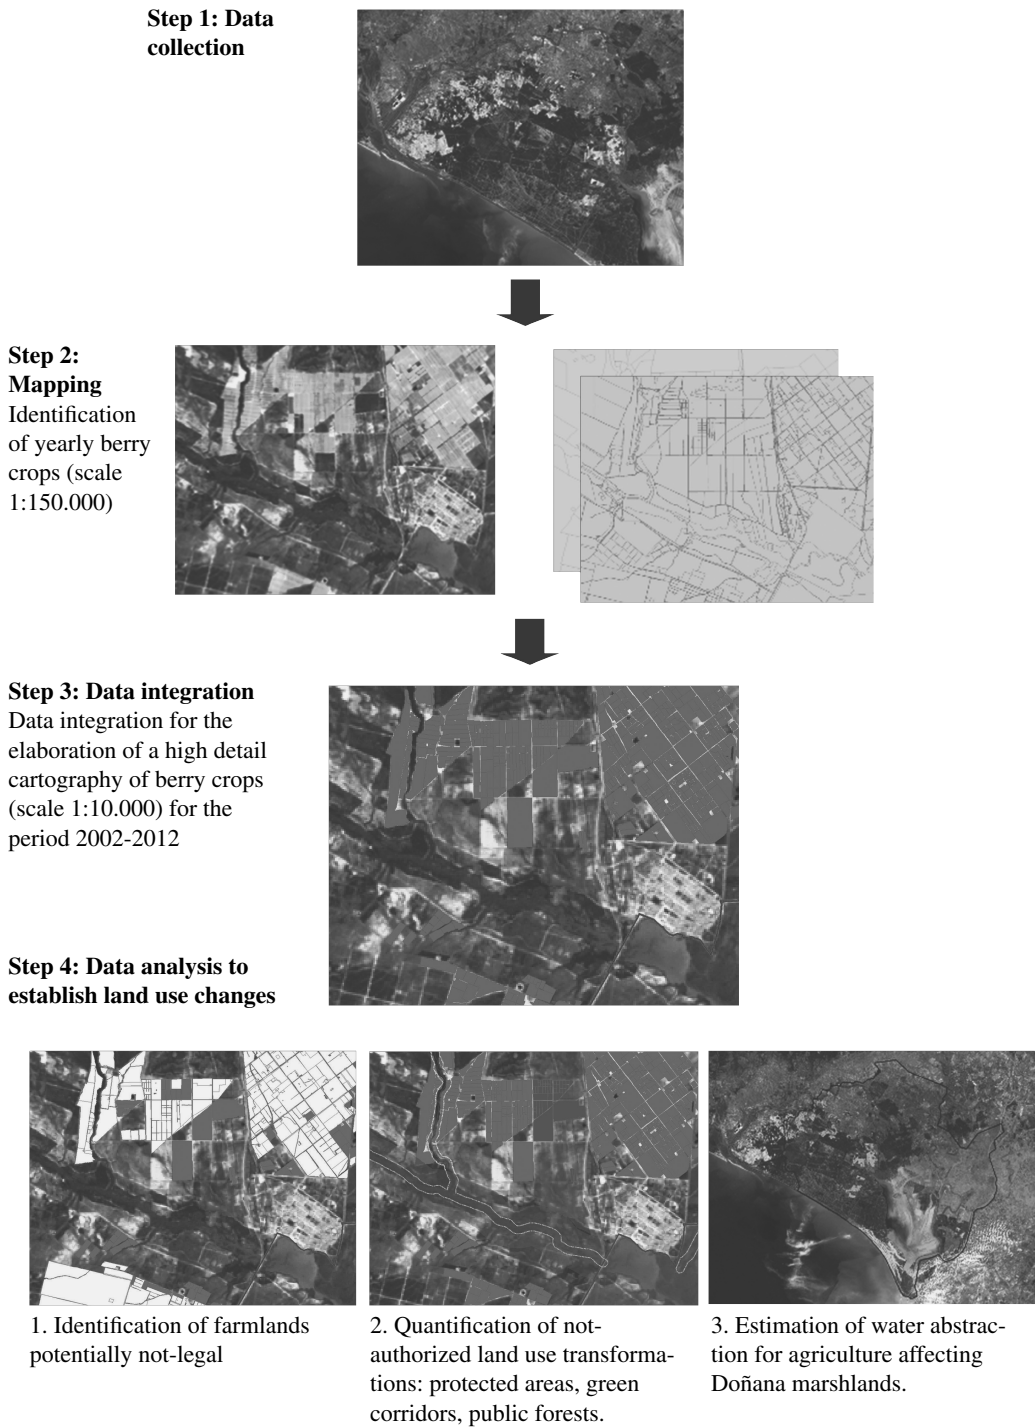 Step 1: Data
collection
Step 2:
Mapping
Identification
of yearly berry
crops (scale
1:150.000)
Step 3: Data integration
Data integration for the
elaboration of a high detail
cartography of berry crops
(scale 1:10.000) for the
period 2002-2012
Step 4: Data analysis to
establish land use changes
1. Identification of farmlands
potentially not-legal
2. Quantification of not-
authorized land use transforma-
tions: protected areas, green
corridors, public forests.
3. Estimation of water abstrac-
tion for agriculture affecting
Doñana marshlands.